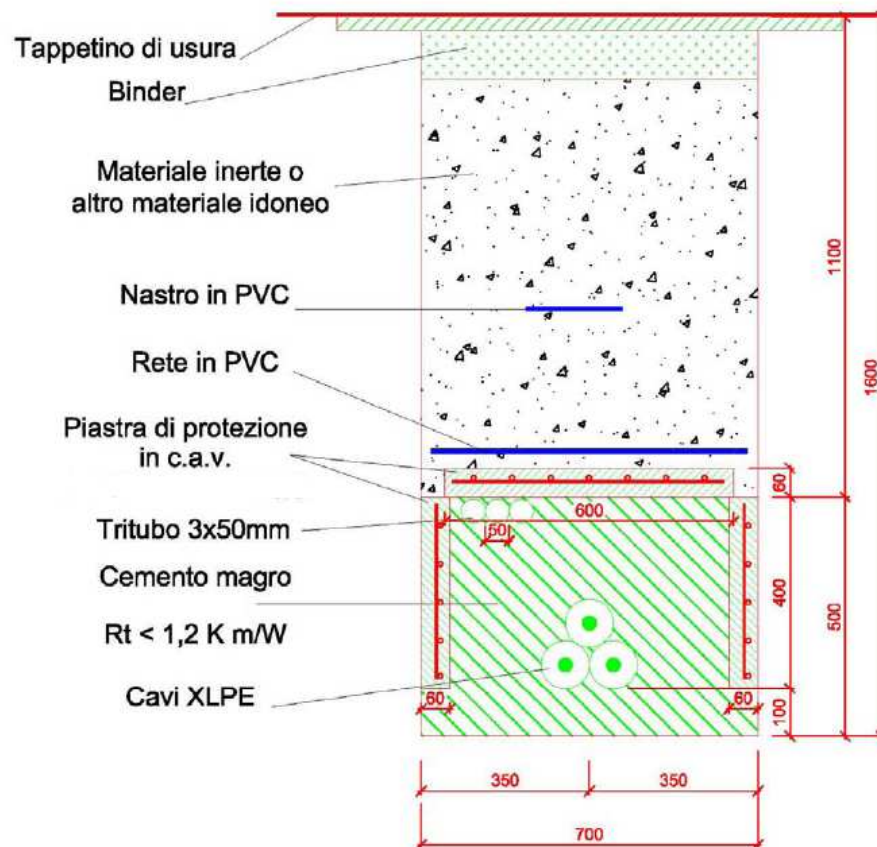 Tappetino di usura
Binder
Materiale inerte o
altro materiale idoneo
Nastro in PVC
Rete in PVC
Piastra di protezione
in c.a.v.
Tritubo 3x50mm
Cemento magro
Rt < 1,2 K m/W
Cavi XLPE
1100
1600
60
600
50
400
500
60
60
100
350
350
700